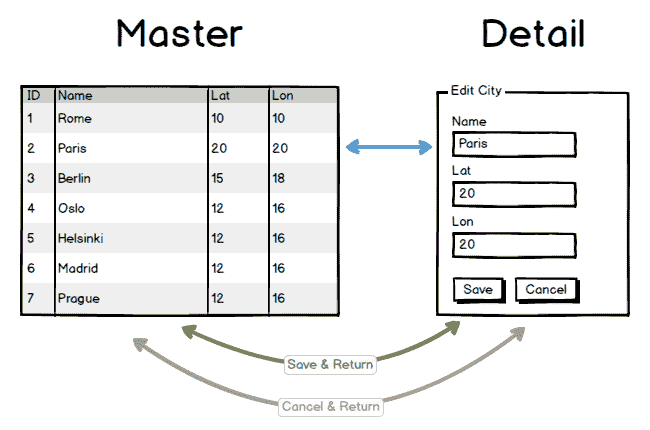 Master
Detail
ID Name Lat Lon
1 Rome 10 10
2 Paris 20 20
3 Berlin 15 18
4 Oslo 12 16
5 Helsinki 12 16
6 Madrid 12 16
7 Prague 12 16
Edit City
Name
Paris
Lat
20
Lon
20
Save Cancel
Save & Return
Cancel & Return